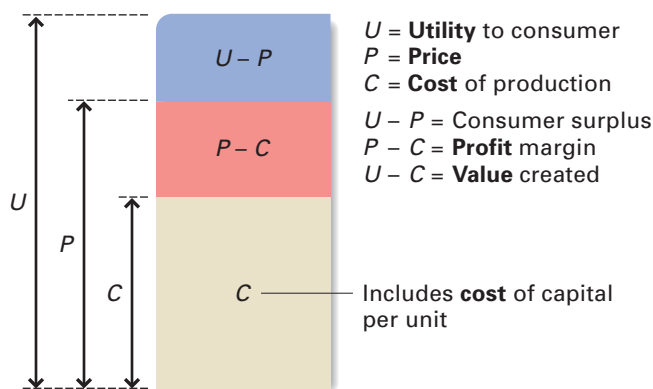 U – P
P – C
C
U
P
C
U = Utility to consumer
P = Price
C = Cost of production
U – P = Consumer surplus
P – C = Profit margin
U – C = Value created
Includes cost of capital
per unit